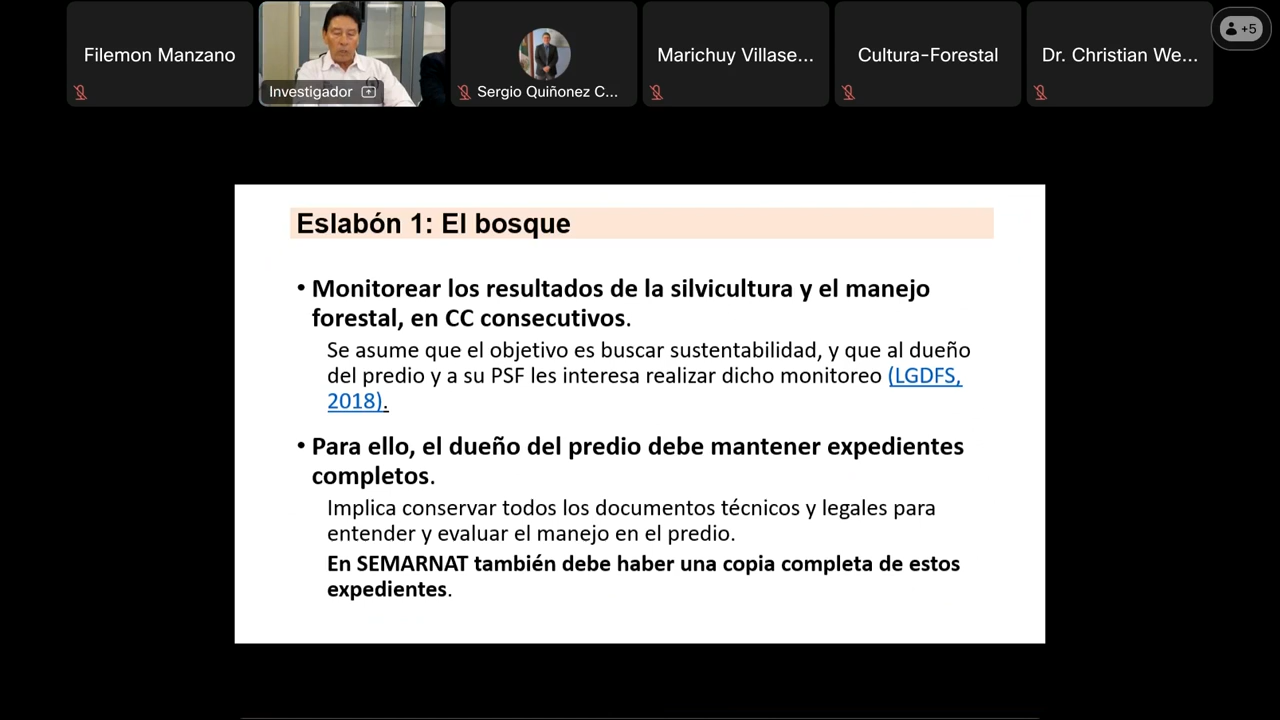 Filemon Manzano
Investigador
Sergio Quiñonez C...
Marichuy Villase...
Cultura-Forestal
Dr. Christian We...
+5
Eslabón 1: El bosque
• Monitorear los resultados de la silvicultura y el manejo
forestal, en CC consecutivos.
Se asume que el objetivo es buscar sustentabilidad, y que al dueño
del predio y a su PSF les interesa realizar dicho monitoreo (LGDFS,
2018).
• Para ello, el dueño del predio debe mantener expedientes
completos.
Implica conservar todos los documentos técnicos y legales para
entender y evaluar el manejo en el predio.
En SEMARNAT también debe haber una copia completa de estos
expedientes.